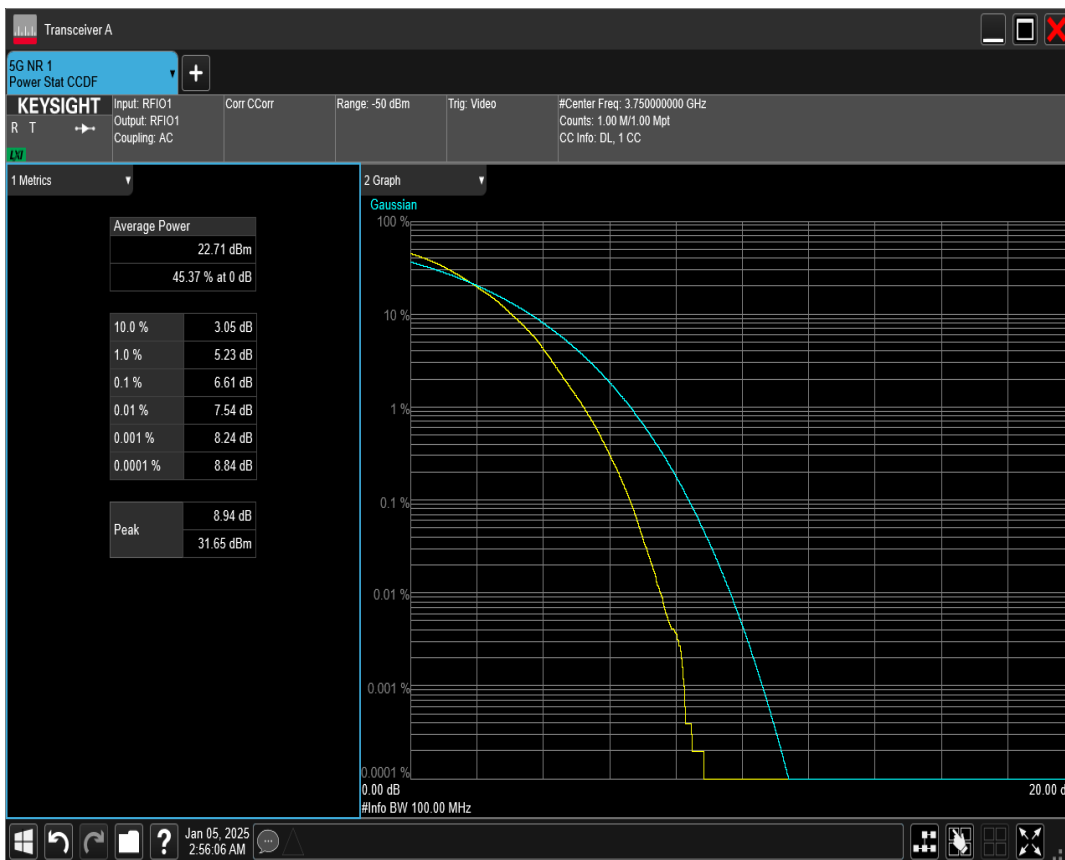 Transceiver A
5G NR 1
Power Stat CCDF
KEYSIGHT
R T
LXI
Input: RFIO1
Output: RFIO1
Coupling: AC
Corr CCorr
Range: -50 dBm
Trig: Video
#Center Freq: 3.750000000 GHz
Counts: 1.00 M/1.00 Mpt
CC Info: DL, 1 CC
1 Metrics
Average Power
22.71 dBm
45.37 % at 0 dB
10.0 % 3.05 dB
1.0 % 5.23 dB
0.1 % 6.61 dB
0.01 % 7.54 dB
0.001 % 8.24 dB
0.0001 % 8.84 dB
Peak
8.94 dB
31.65 dBm
2 Graph
Gaussian
100 %
10 %
1 %
0.1 %
0.01 %
0.001 %
0.0001 %
0.00 dB
20.00 d
#Info BW 100.00 MHz
?
Jan 05, 2025
2:56:06 AM